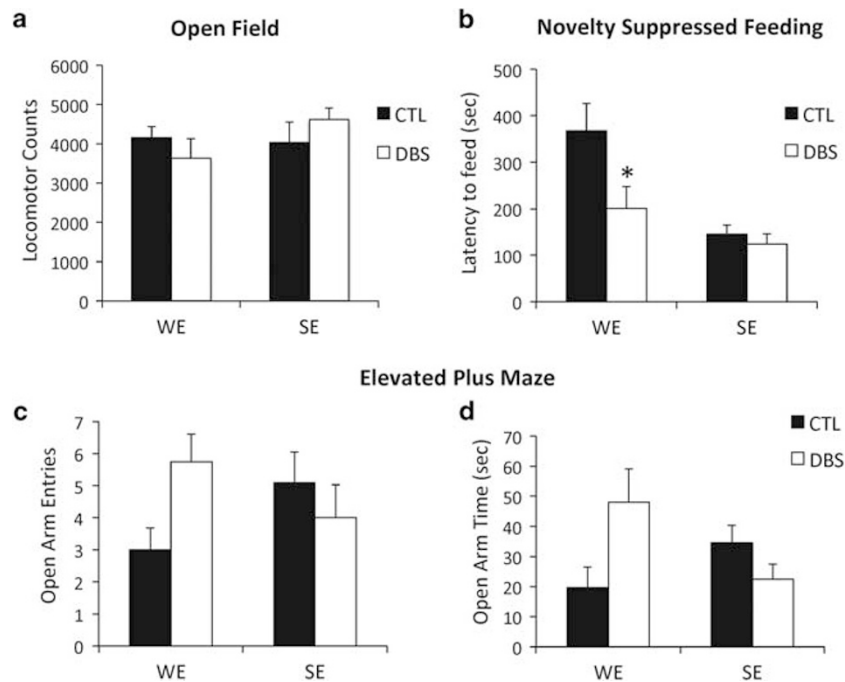 a
Open Field
Locomotor Counts
6000
5000
4000
3000
2000
1000
0
WE
SE
CTL
DBS
b
Novelty Suppressed Feeding
Latency to feed (sec)
500
400
300
200
100
0
*
WE
SE
CTL
DBS
Elevated Plus Maze
c
Open Arm Entries
7
6
5
4
3
2
1
0
WE
SE
d
Open Arm Time (sec)
70
60
50
40
30
20
10
0
WE
SE
CTL
DBS